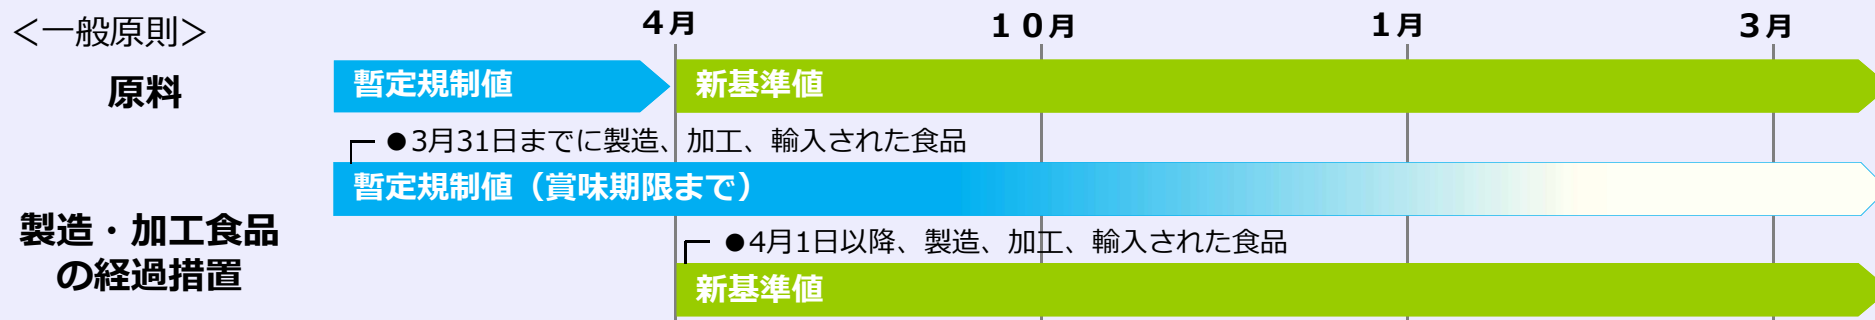 <一般原則>
4月
10月
1月
3月
原料
暫定規制値
新基準値
●3月31日までに製造、加工、輸入された食品
暫定規制値(賞味期限まで)
製造・加工食品
の経過措置
●4月1日以降、製造、加工、輸入された食品
新基準値